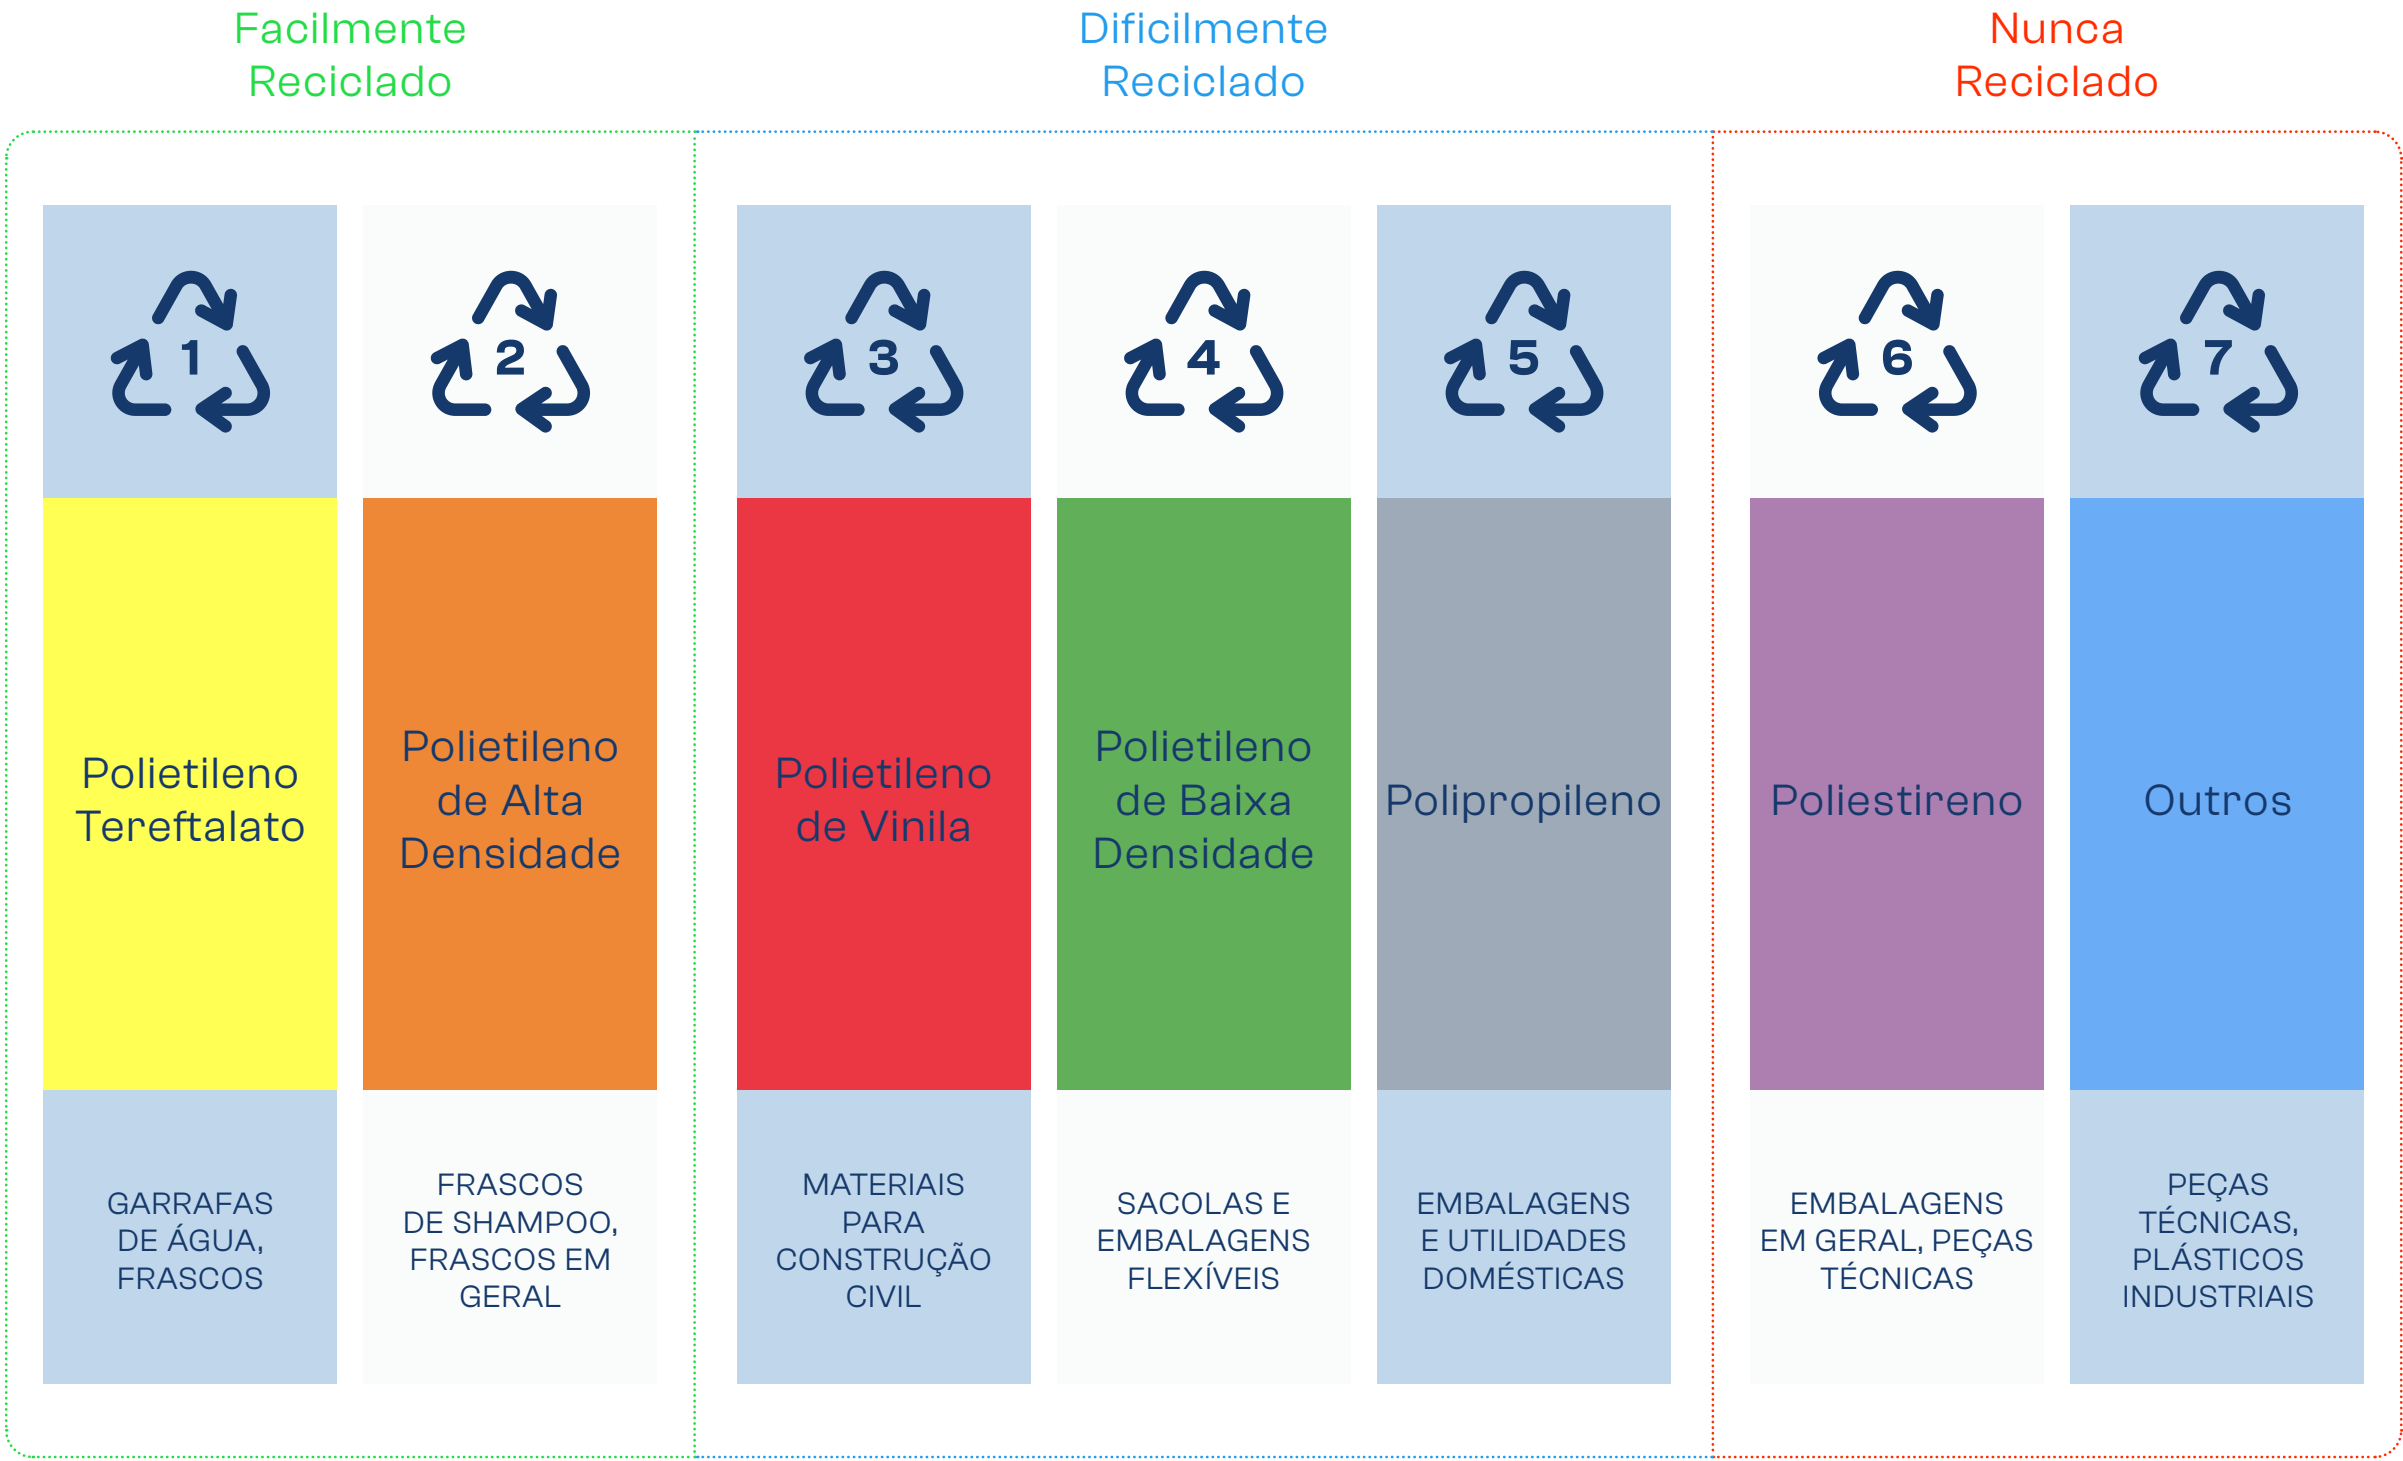 Facilmente
Reciclado
Dificilmente
Reciclado
Nunca
Reciclado
1
2
3
4
5
6
7
Polietileno
Tereftalato
Polietileno
de Alta
Densidade
Polietileno
de Vinila
Polietileno
de Baixa
Densidade
Polipropileno
Poliestireno
Outros
GARRAFAS
DE ÁGUA,
FRASCOS
FRASCOS
DE SHAMPOO,
FRASCOS EM
GERAL
MATERIAIS
PARA
CONSTRUÇÃO
CIVIL
SACOLAS E
EMBALAGENS
FLEXÍVEIS
EMBALAGENS
E UTILIDADES
DOMÉSTICAS
EMBALAGENS
EM GERAL, PEÇAS
TÉCNICAS
PEÇAS
TÉCNICAS,
PLÁSTICOS
INDUSTRIAIS